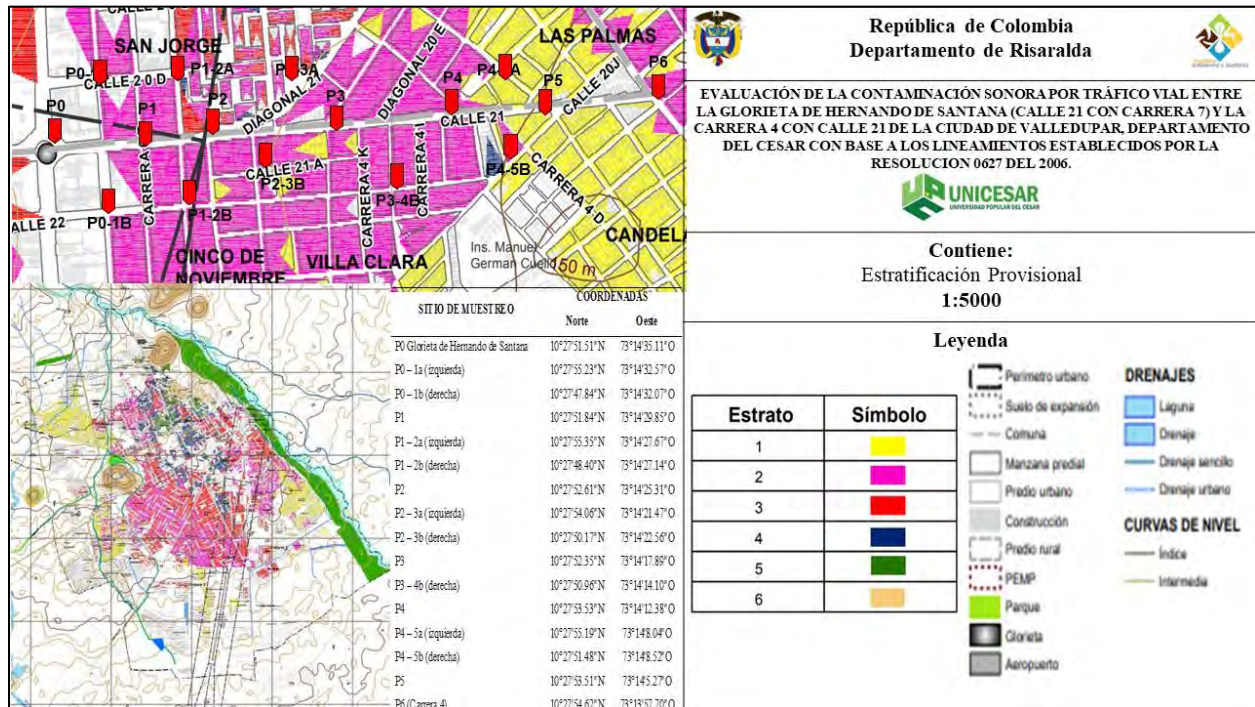 SAN JORGE
LAS PALMAS
CALLE 20 D
P1-2A
DIAGONAL 21
DIAGONAL 20 E
CALLE 20J
P0
P1
P2
P3
P4
P5
P6
CALLE 21
CALLE 21 A
P2-3B
P4-5B
CARRERA 4 D
CARRERA 4 K
CARRERA 4 I
P3-4B
CALLE 22
P0-1B
P1-2B
CINCO DE
NOVIEMBRE
VILLA CLARA
Ins. Manuel
German Cuello
150 m
CANDELA
SITIO DE MUESTREO
COORDENADAS
Norte Oeste
P0 Glorieta de Hernando de Santana 10°27'51.51"N 73°14'35.11"O
P0 – 1a (izquierda) 10°27'55.23"N 73°14'32.57"O
P0 – 1b (derecha) 10°27'47.84"N 73°14'32.07"O
P1 10°27'51.84"N 73°14'29.85"O
P1 – 2a (izquierda) 10°27'55.35"N 73°14'27.67"O
P1 – 2b (derecha) 10°27'48.40"N 73°14'27.14"O
P2 10°27'52.61"N 73°14'25.31"O
P2 – 3a (izquierda) 10°27'54.06"N 73°14'21.47"O
P2 – 3b (derecha) 10°27'50.17"N 73°14'22.56"O
P3 10°27'52.35"N 73°14'17.89"O
P3 – 4b (derecha) 10°27'50.96"N 73°14'14.10"O
P4 10°27'53.53"N 73°14'12.38"O
P4 – 5a (izquierda) 10°27'55.19"N 73°14'8.04"O
P4 – 5b (derecha) 10°27'51.48"N 73°14'8.52"O
P5 10°27'53.51"N 73°14'5.27"O
P6 (Carrera 4) 10°27'54.62"N 73°13'57.70"O
República de Colombia
Departamento de Risaralda
EVALUACIÓN DE LA CONTAMINACIÓN SONORA POR TRÁFICO VIAL ENTRE
LA GLORIETA DE HERNANDO DE SANTANA (CALLE 21 CON CARRERA 7) Y LA
CARRERA 4 CON CALLE 21 DE LA CIUDAD DE VALLEDUPAR, DEPARTAMENTO
DEL CESAR CON BASE A LOS LINEAMIENTOS ESTABLECIDOS POR LA
RESOLUCION 0627 DEL 2006.
UNICESAR
UNIVERSIDAD POPULAR DEL CESAR
Contiene:
Estratificación Provisional
1:5000
Leyenda
Estrato Símbolo
1
2
3
4
5
6
Perimetro urbano
Suelo de expansión
Comuna
Manzana predial
Predio urbano
Construcción
Predio rural
PEMP
Parque
Glorieta
Aeropuerto
DRENAJES
Laguna
Drenaje
Drenaje sencillo
Drenaje urbano
CURVAS DE NIVEL
Índice
Intermedia